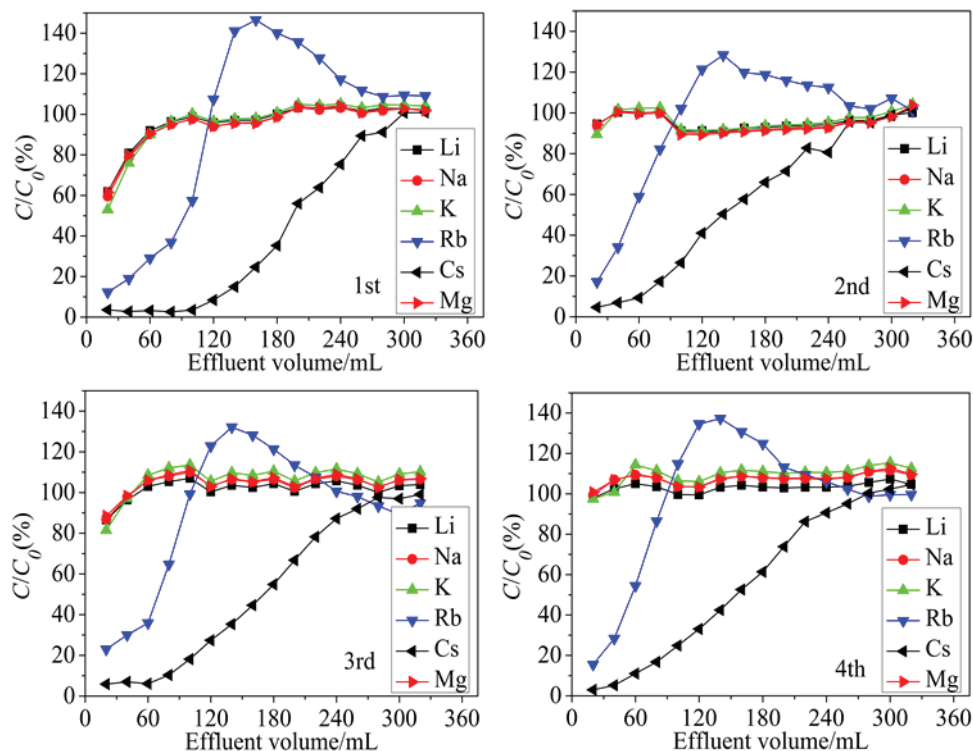 C/C0(%)
140
120
100
80
60
40
20
0
Li
Na
K
Rb
Cs
Mg
1st
0 60 120 180 240 300 360
Effluent volume/mL
C/C0(%)
140
120
100
80
60
40
20
0
Li
Na
K
Rb
Cs
Mg
2nd
0 60 120 180 240 300 360
Effluent volume/mL
C/C0(%)
140
120
100
80
60
40
20
0
Li
Na
K
Rb
Cs
Mg
3rd
0 60 120 180 240 300 360
Effluent volume/mL
C/C0(%)
140
120
100
80
60
40
20
0
Li
Na
K
Rb
Cs
Mg
4th
0 60 120 180 240 300 360
Effluent volume/mL